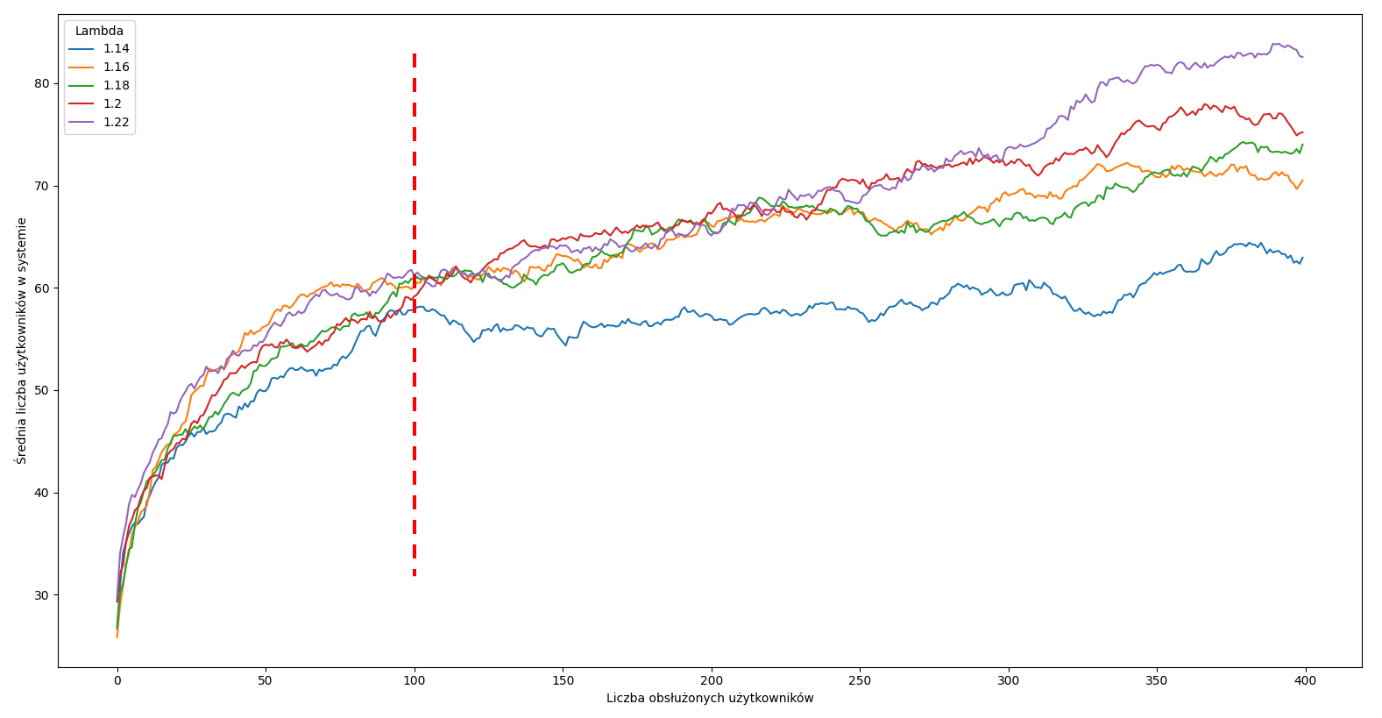 Lambda
1.14
1.16
1.18
1.2
1.22
80
70
60
50
40
30
Średnia liczba użytkowników w systemie
0 50 100 150 200 250 300 350 400
Liczba obsłużonych użytkowników